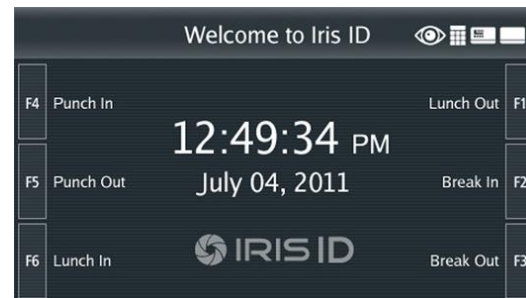 Welcome to Iris ID
F4 Punch In
Lunch Out F1
12:49:34 PM
F5 Punch Out
July 04, 2011
Break In F2
F6 Lunch In
IRIS ID
Break Out F3